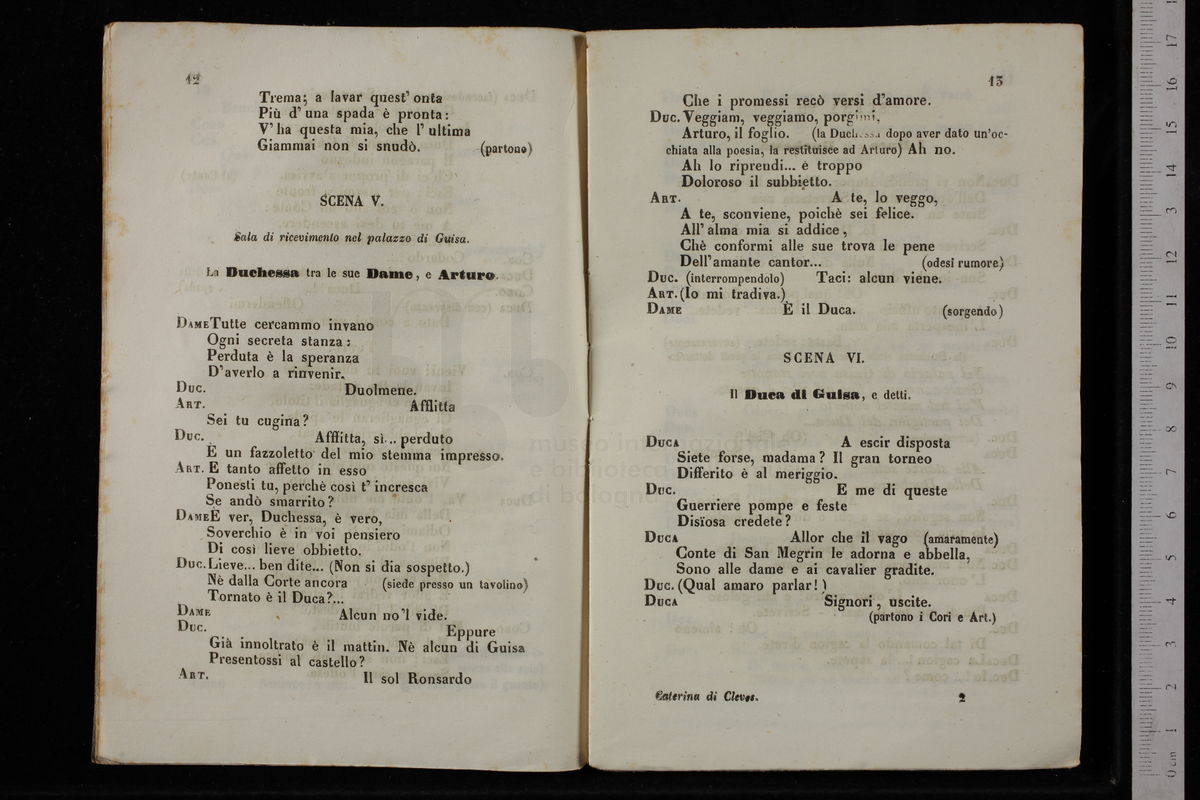 12
Trema; a lavar quest' onta
Più d' una spada è pronta:
V' ha questa mia, che l' ultima
Giammai non si snudò. (partono)
SCENA V.
Sala di ricevimento nel palazzo di Guisa.
La Duchessa tra le sue Dame, e Arturo.
DAME Tutte cercammo invano
Ogni secreta stanza:
Perduta è la speranza
D'averlo a rinvenir.
DUC. Duolmene.
ART. Afflitta
Sei tu cugina?
DUC. Afflitta, sì... perduto
È un fazzoletto del mio stemma impresso.
ART. E tanto affetto in esso
Ponesti tu, perchè così t' incresca
Se andò smarrito?
DAME È ver, Duchessa, è vero,
Soverchio è in voi pensiero
Di così lieve obbietto.
DUC. Lieve... ben dite... (Non si dia sospetto.)
Nè dalla Corte ancora (siede presso un tavolino)
Tornato è il Duca?...
DAME Alcun no'l vide.
DUC. Eppure
Già innoltrato è il mattin. Nè alcun di Guisa
Presentossi al castello?
ART. Il sol Ronsardo
13
Che i promessi recò versi d'amore.
DUC. Veggiam, veggiamo, porgimi,
Arturo, il foglio. (la Duchessa dopo aver dato un'oc-
chiata alla poesia, la restituisce ad Arturo) Ah no.
Ah lo riprendi... è troppo
Doloroso il subbietto.
ART. A te, lo veggo,
A te, sconviene, poichè sei felice.
All' alma mia si addice,
Chè conformi alle sue trova le pene
Dell'amante cantor... (odesi rumore)
DUC. (interrompendolo) Taci: alcun viene.
ART. (Io mi tradiva.)
DAME È il Duca. (sorgendo)
SCENA VI.
Il Duca di Guisa, e detti.
DUCA A escir disposta
Siete forse, madama? Il gran torneo
Differito è al meriggio.
DUC. E me di queste
Guerriere pompe e feste
Disïosa credete?
DUCA Allor che il vago (amaramente)
Conte di San Megrin le adorna e abbella,
Sono alle dame e ai cavalier gradite.
DUC. (Qual amaro parlar!)
DUCA Signori, uscite.
(partono i Cori e Art.)
Caterina di Cleves. 2